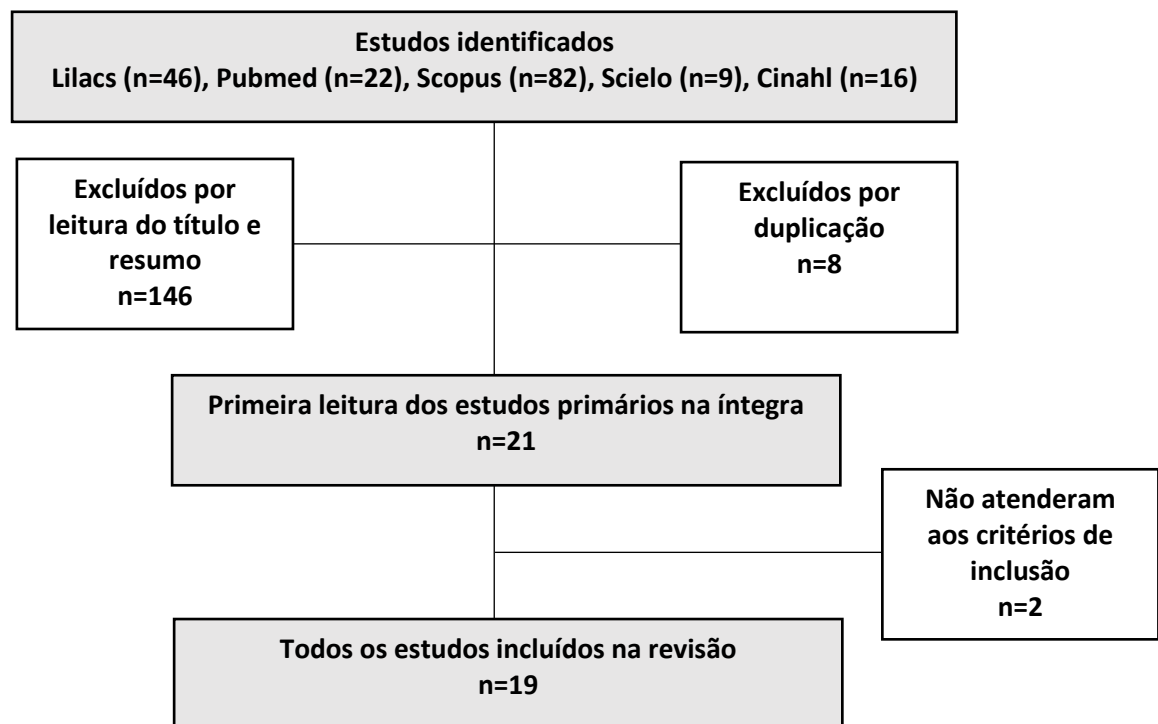 Estudos identificados
Lilacs (n=46), Pubmed (n=22), Scopus (n=82), Scielo (n=9), Cinahl (n=16)
Excluídos por
leitura do título e
resumo
n=146
Excluídos por
duplicação
n=8
Primeira leitura dos estudos primários na íntegra
n=21
Não atenderam
aos critérios de
inclusão
n=2
Todos os estudos incluídos na revisão
n=19